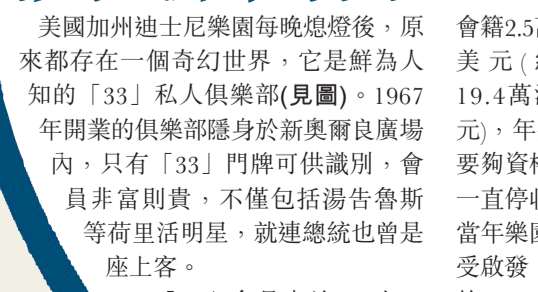 美國加州迪士尼樂園每晚熄燈後，原
來都存在一個奇幻世界，它是鮮為人
知的「33」私人俱樂部(見圖)。1967
年開業的俱樂部隱身於新奧爾良廣場
內，只有「33」門牌可供識別，會
員非富則貴，不僅包括湯告魯斯
等荷里活明星，就連總統也曾是
座上客。
會籍2.5
美元(
19.4萬
元)，年
要夠資
一直停
當年樂
受啟發